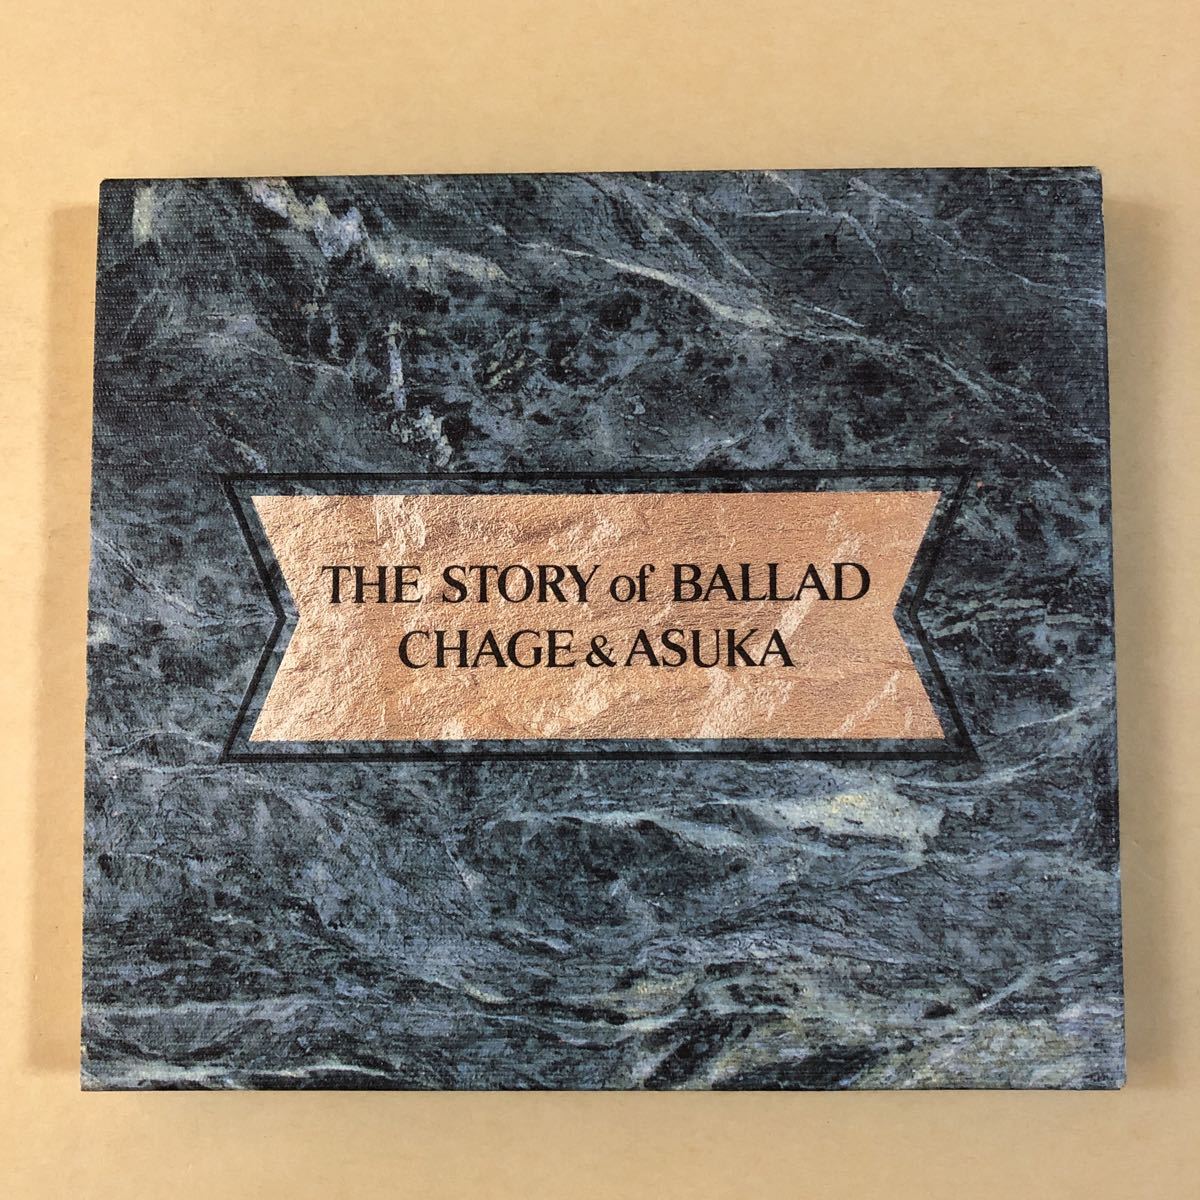 THE STORY of BALLAD
CHAGE & ASUKA